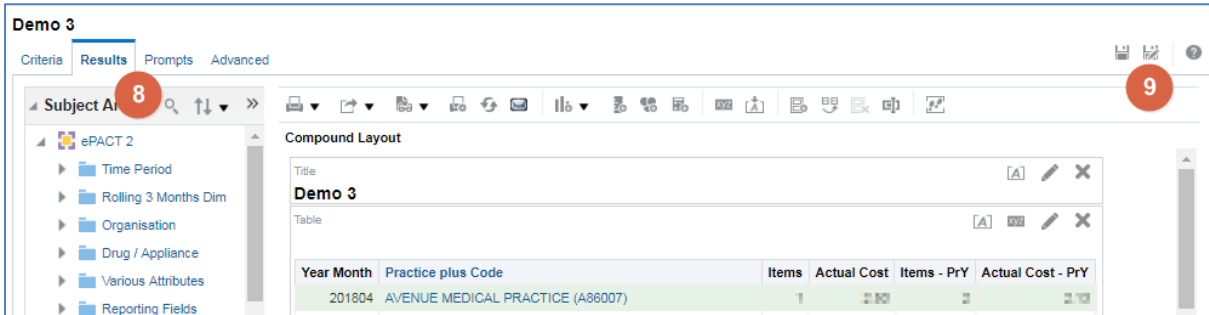 Demo 3
Criteria Results Prompts Advanced
9
8
Subject Ar
ePACT 2
Time Period
Rolling 3 Months Dim
Organisation
Drug / Appliance
Various Attributes
Reporting Fields
Compound Layout
Title
Demo 3
Table
Year Month Practice plus Code Items Actual Cost Items - PrY Actual Cost - PrY
201804 AVENUE MEDICAL PRACTICE (A86007)